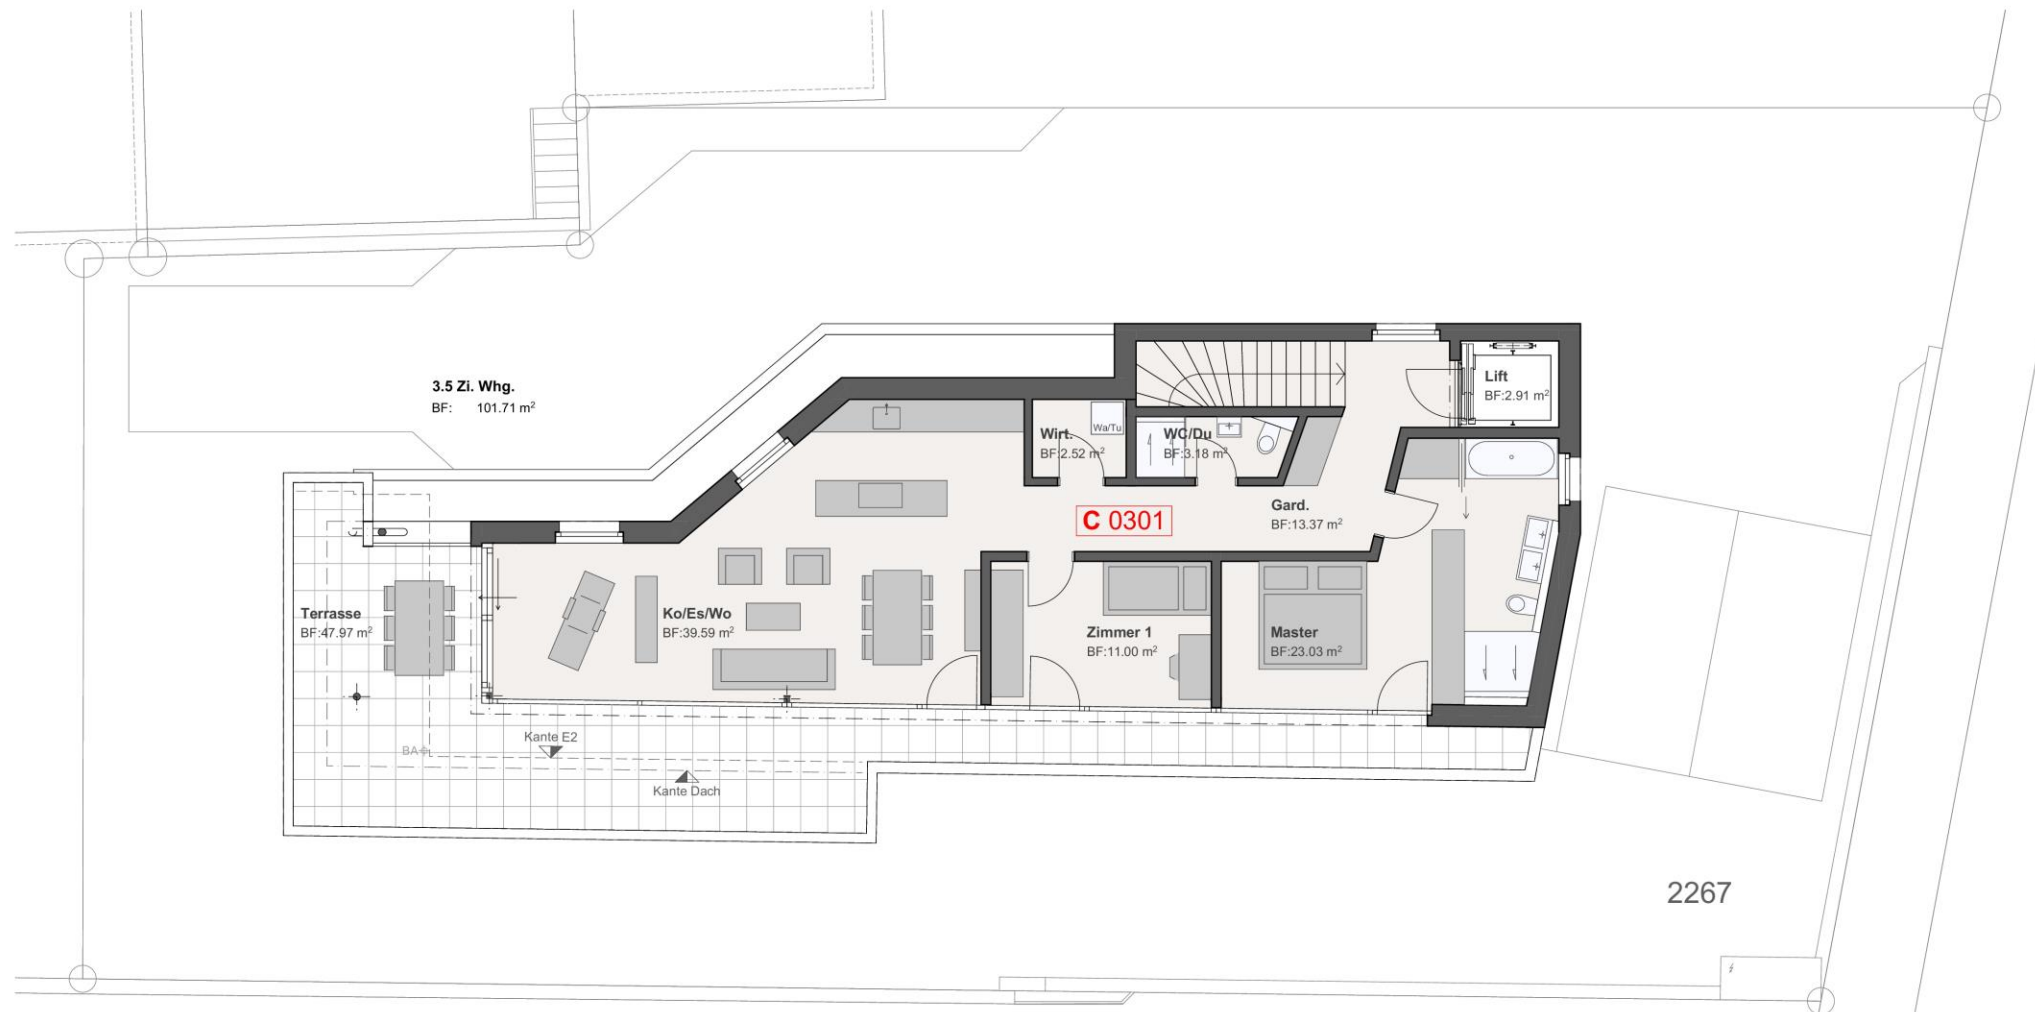 3.5 Zi. Whg.
BF: 101.71 m²
Lift
BF:2.91 m²
Wirt.
BF:2.52 m²
Wa/Tu
WC/Du
BF:3.18 m²
Gard.
BF:13.37 m²
C 0301
Terrasse
BF:47.97 m²
Ko/Es/Wo
BF:39.59 m²
Zimmer 1
BF:11.00 m²
Master
BF:23.03 m²
Kante E2
BA
Kante Dach
2267